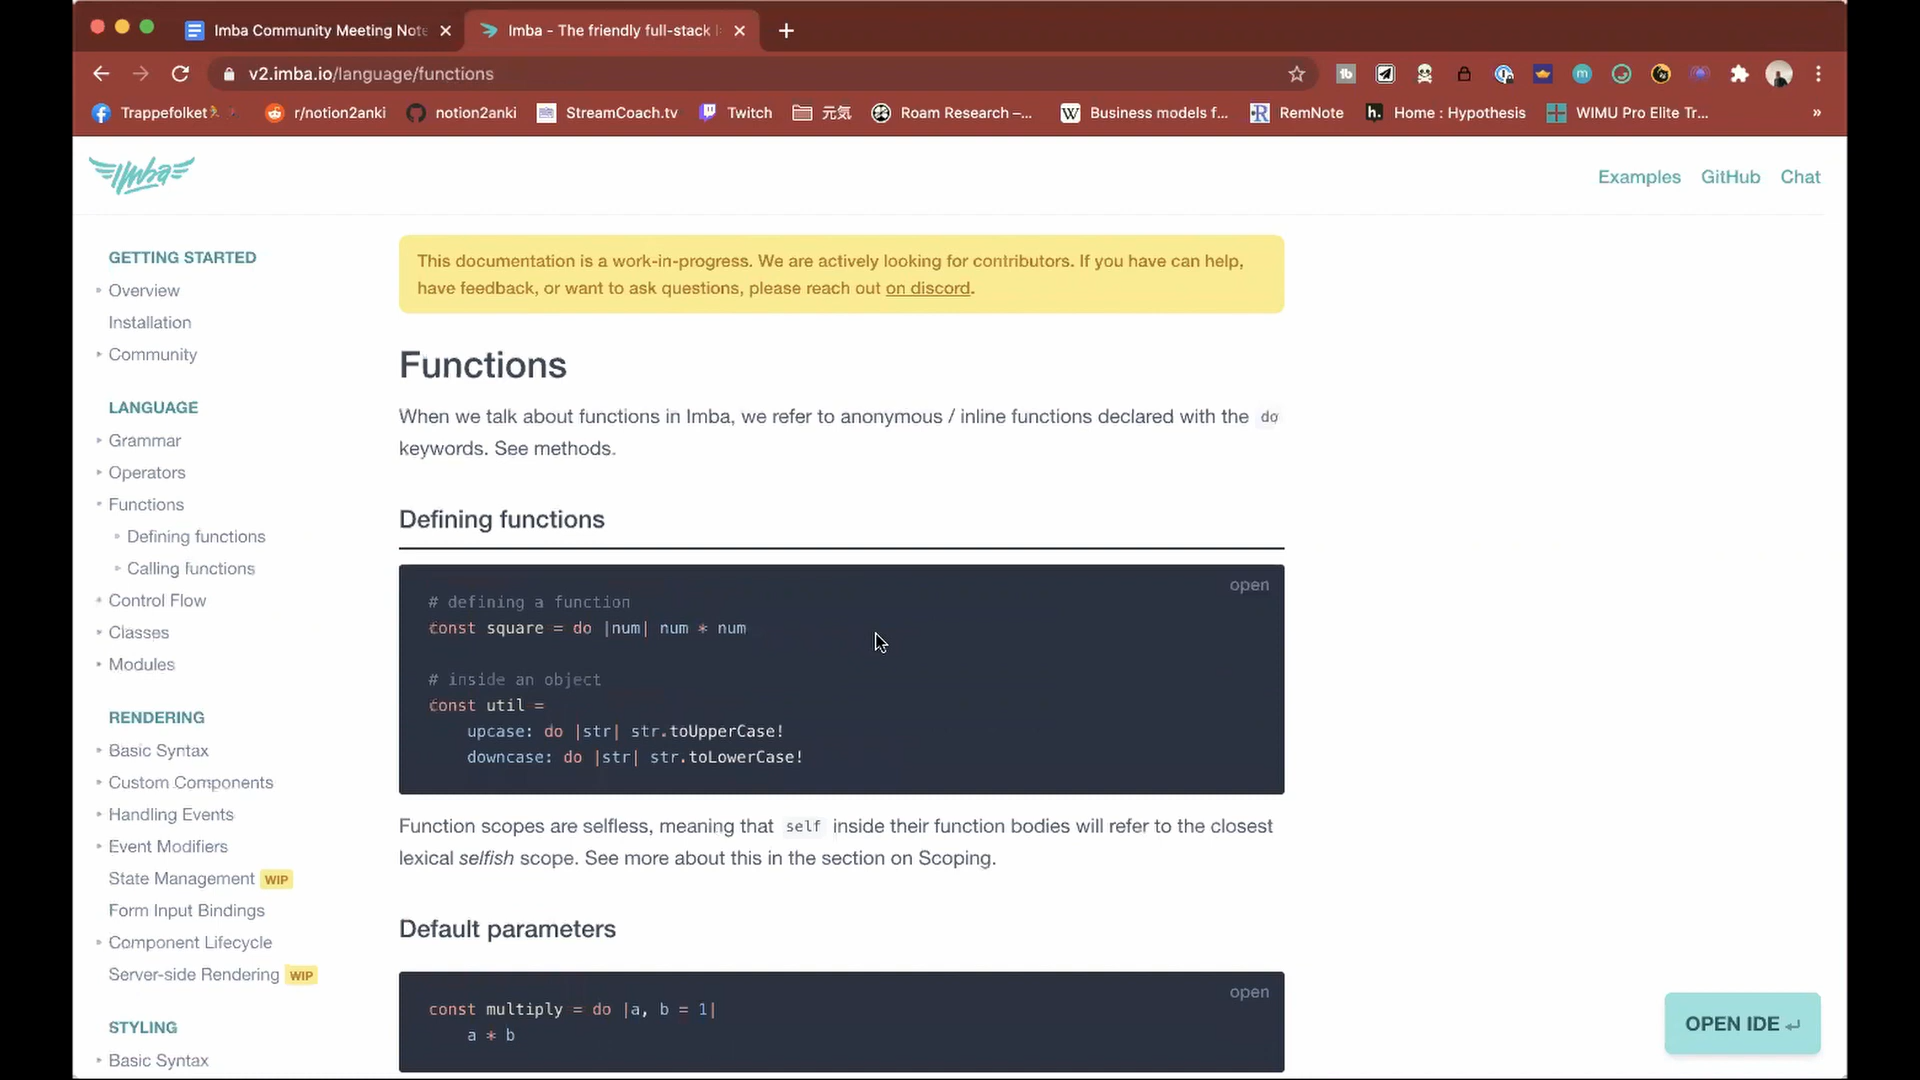 Imba Community Meeting Note
Imba - The friendly full-stack
v2.imba.io/language/functions
Trappefolket
r/notion2anki
notion2anki
StreamCoach.tv
Twitch
元気
Roam Research –...
Business models f...
RemNote
Home : Hypothesis
WIMU Pro Elite Tr...
»
Imba
Examples
GitHub
Chat
GETTING STARTED
Overview
Installation
Community
LANGUAGE
Grammar
Operators
Functions
Defining functions
Calling functions
Control Flow
Classes
Modules
RENDERING
Basic Syntax
Custom Components
Handling Events
Event Modifiers
State Management WIP
Form Input Bindings
Component Lifecycle
Server-side Rendering WIP
STYLING
Basic Syntax
This documentation is a work-in-progress. We are actively looking for contributors. If you have can help,
have feedback, or want to ask questions, please reach out on discord.
Functions
When we talk about functions in Imba, we refer to anonymous / inline functions declared with the do
keywords. See methods.
Defining functions
open
# defining a function
const square = do |num| num * num
# inside an object
const util =
upcase: do |str| str.toUpperCase!
downcase: do |str| str.toLowerCase!
Function scopes are selfless, meaning that self inside their function bodies will refer to the closest
lexical selfish scope. See more about this in the section on Scoping.
Default parameters
open
const multiply = do |a, b = 1|
a * b
OPEN IDE ↵